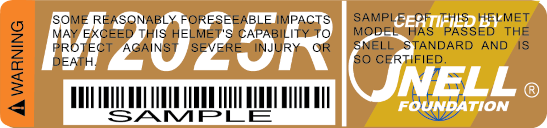 WARNING
SOME REASONABLY FORESEEABLE IMPACTS
MAY EXCEED THIS HELMET'S CAPABILITY TO
PROTECT AGAINST SEVERE INJURY OR
DEATH.
M2025R
SAMPLE
SAMPLE OF THIS HELMET
MODEL HAS PASSED THE
SNELL STANDARD AND IS
SO CERTIFIED.
CERTIFIED BY
SNELL ®
FOUNDATION